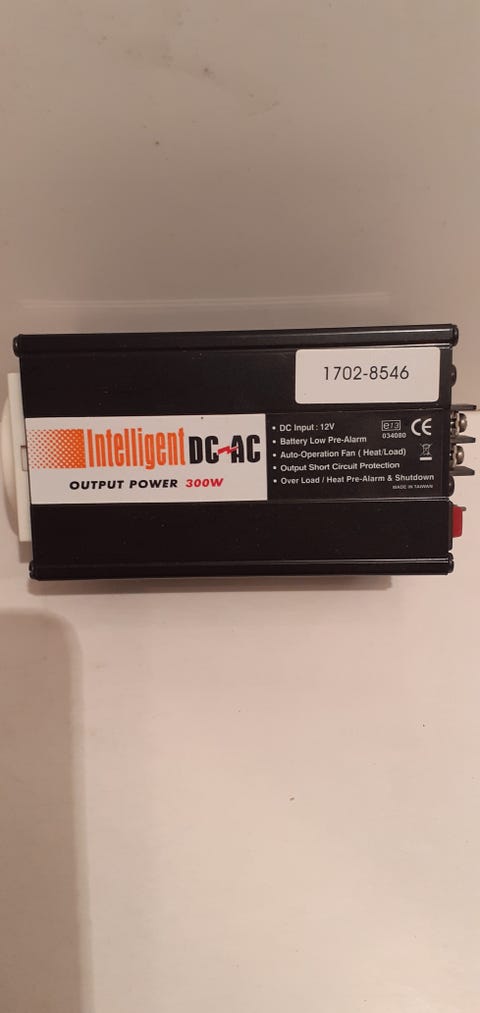 1702-8546
Intelligent DC AC
OUTPUT POWER 300W
• DC Input : 12V
• Battery Low Pre-Alarm
• Auto-Operation Fan ( Heat/Load)
• Output Short Circuit Protection
• Over Load / Heat Pre-Alarm & Shutdown
e13
034080
CE
MADE IN TAIWAN